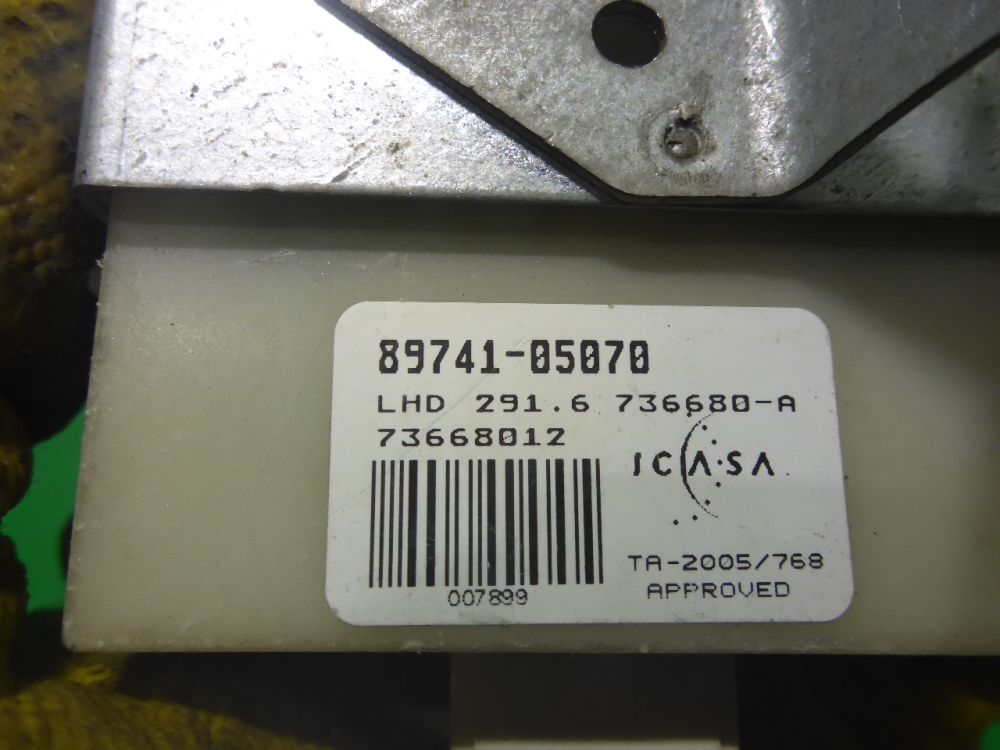 89741-05070
LHD 291.6 736680-A
73668012
ICASA
007899
TA-2005/768
APPROVED